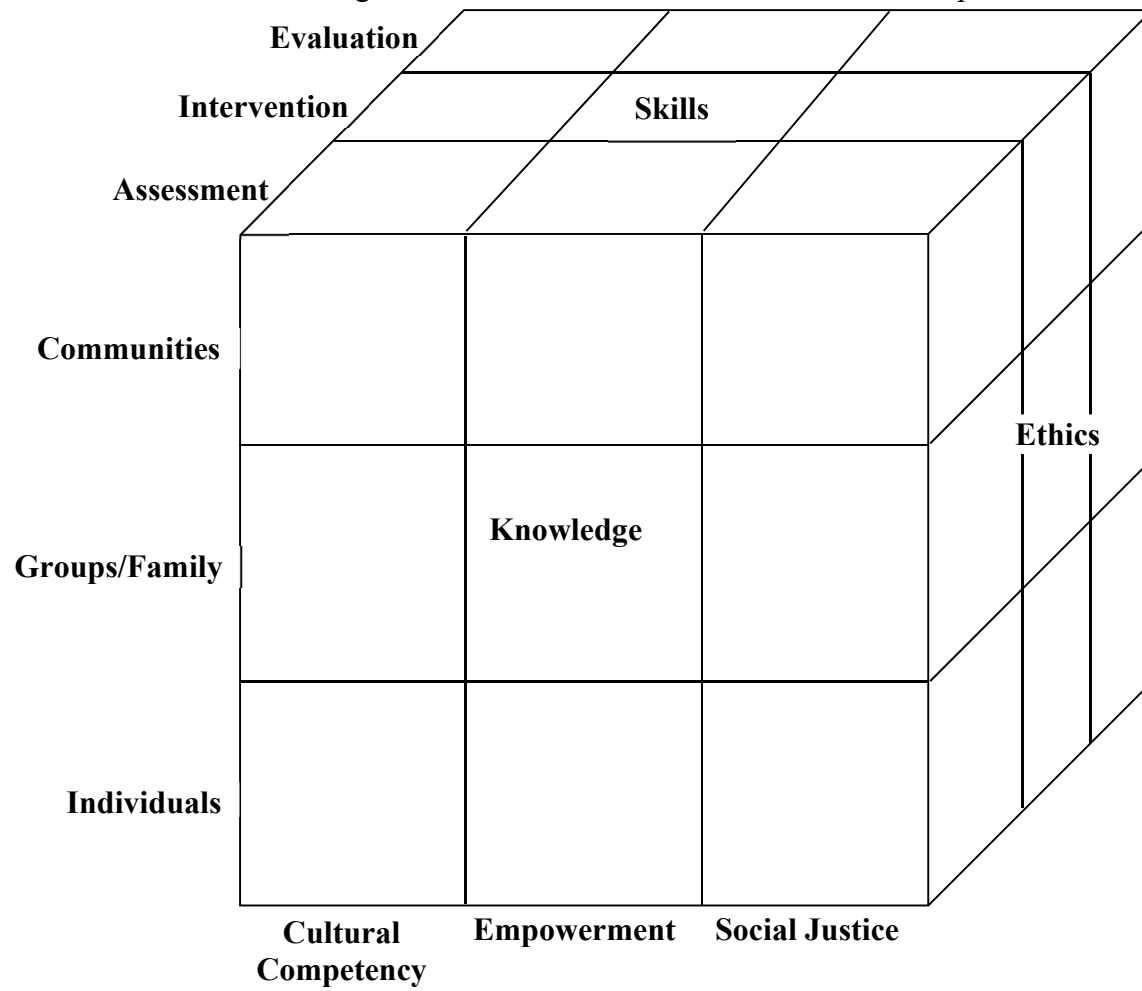 Evaluation
Intervention
Skills
Assessment
Communities
Ethics
Knowledge
Groups/Family
Individuals
Cultural
Competency
Empowerment
Social Justice